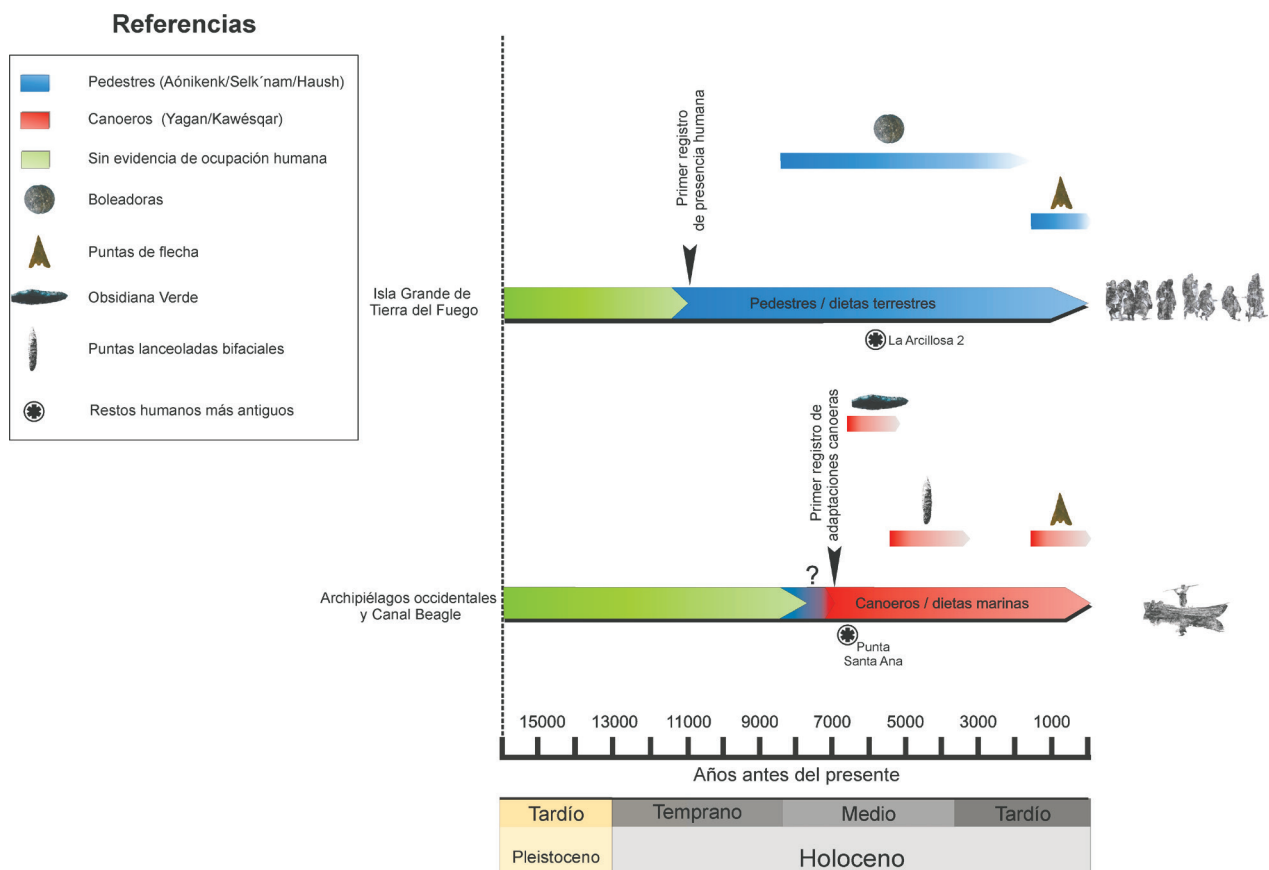 Referencias
Pedestres (Aónikenk/Selk´nam/Haush)
Canoeros (Yagan/Kawésqar)
Sin evidencia de ocupación humana
Boleadoras
Puntas de flecha
Obsidiana Verde
Puntas lanceoladas bifaciales
Restos humanos más antiguos
Primer registro
de presencia humana
Isla Grande de
Tierra del Fuego
Pedestres / dietas terrestres
La Arcillosa 2
Primer registro de
adaptaciones canoeras
?
Archipiélagos occidentales
y Canal Beagle
Canoeros / dietas marinas
Punta
Santa Ana
15000 13000 11000 9000 7000 5000 3000 1000
Años antes del presente
Tardío Temprano Medio Tardío
Pleistoceno Holoceno